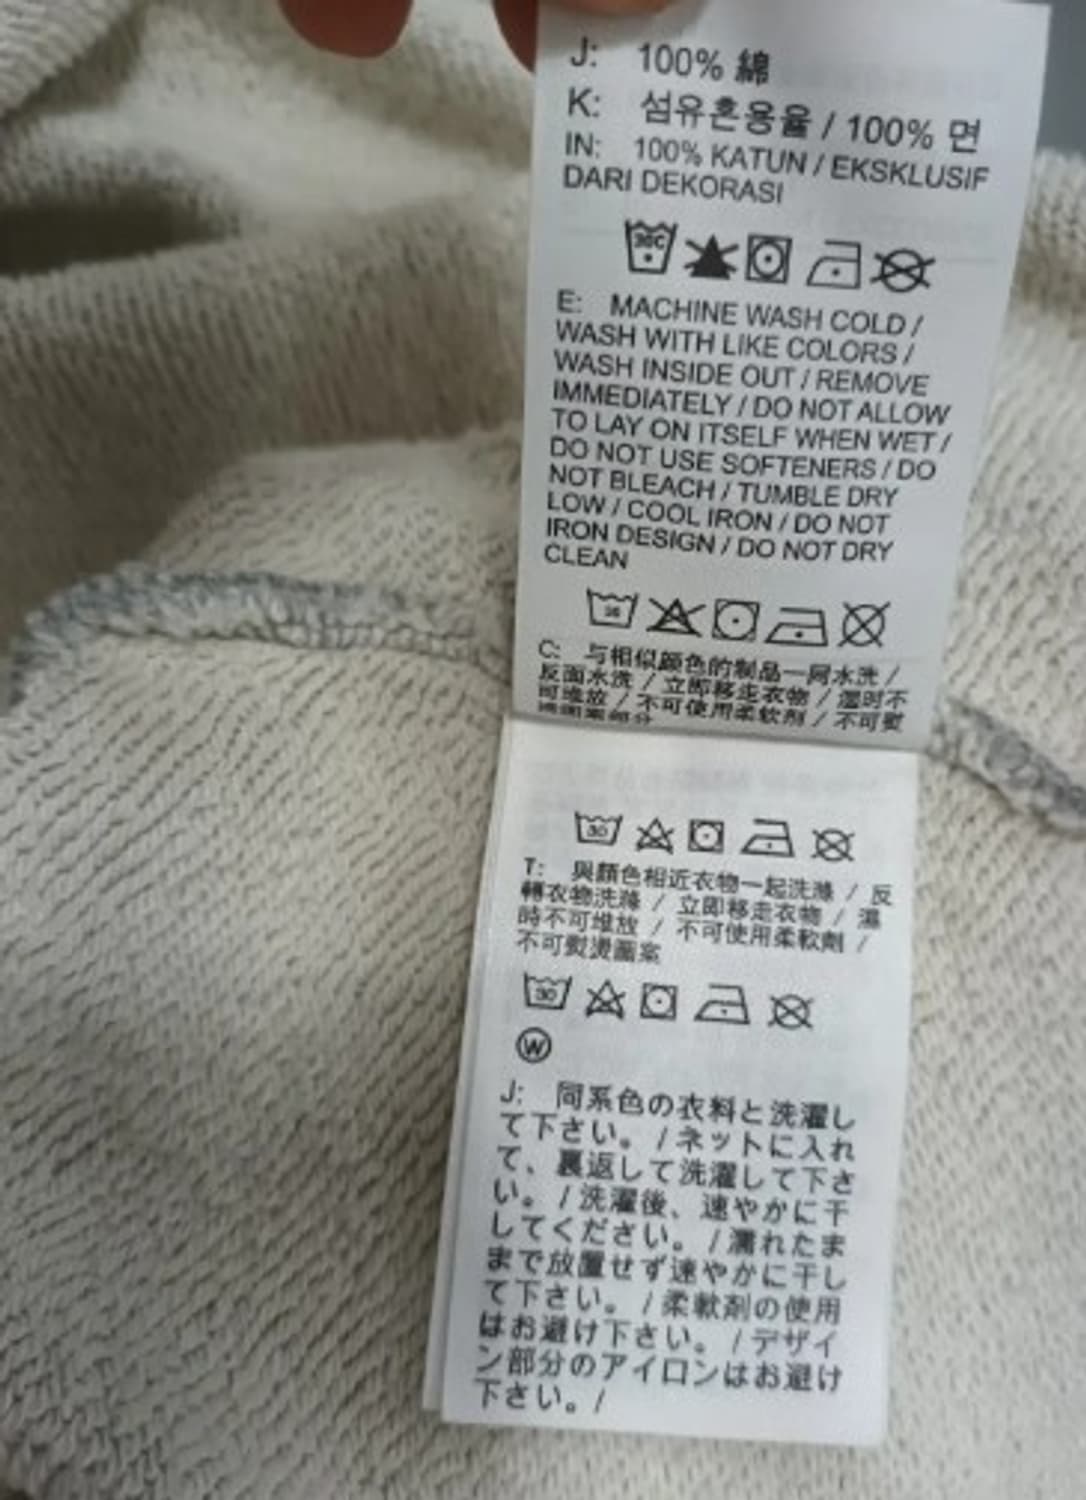 J: 100% 綿
K: 섬유혼용율 / 100% 면
IN: 100% KATUN / EKSKLUSIF
DARI DEKORASI
30C
E: MACHINE WASH COLD /
WASH WITH LIKE COLORS /
WASH INSIDE OUT / REMOVE
IMMEDIATELY / DO NOT ALLOW
TO LAY ON ITSELF WHEN WET /
DO NOT USE SOFTENERS / DO
NOT BLEACH / TUMBLE DRY
LOW / COOL IRON / DO NOT
IRON DESIGN / DO NOT DRY
CLEAN
30
C: 与相似颜色的制品一同水洗 /
反面水洗 / 立即移走衣物 / 湿时不
可堆放 / 不可使用柔软剂 / 不可熨
烫图案部分
30
T: 與顏色相近衣物一起洗滌 / 反
轉衣物洗滌 / 立即移走衣物 / 濕
時不可堆放 / 不可使用柔軟劑 /
不可熨燙圖案
30
W
J: 同系色の衣料と洗濯し
て下さい。 / ネットに入れ
て、裏返して洗濯して下さ
い。 / 洗濯後、速やかに干
してください。 / 濡れたま
まで放置せず速やかに干し
て下さい。 / 柔軟剤の使用
はお避け下さい。 / デザイ
ン部分のアイロンはお避け
下さい。 /